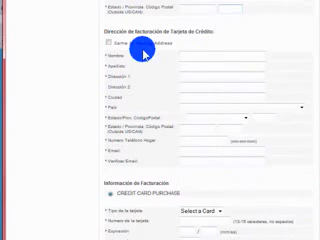 * Estado / Provincia Código Postal
(Outside US/CAN)
Dirección de facturación de Tarjeta de Crédito:
Same Address
* Nombre:
* Apellido:
* Dirección 1
Dirección 2
* Ciudad
* País
* Estado/Prov. Código/Postal:
* Estado / Provincia Código Postal
(Outside US/CAN)
* Número Teléfono Hogar
* Email:
* Verificar Email:
Información de Facturación
CREDIT CARD PURCHASE
* Tipo de la tarjeta: Select a Card
* Número de la tarjeta: (12-16 caracteres, no espacios)
* Expiración / (mm/aa)